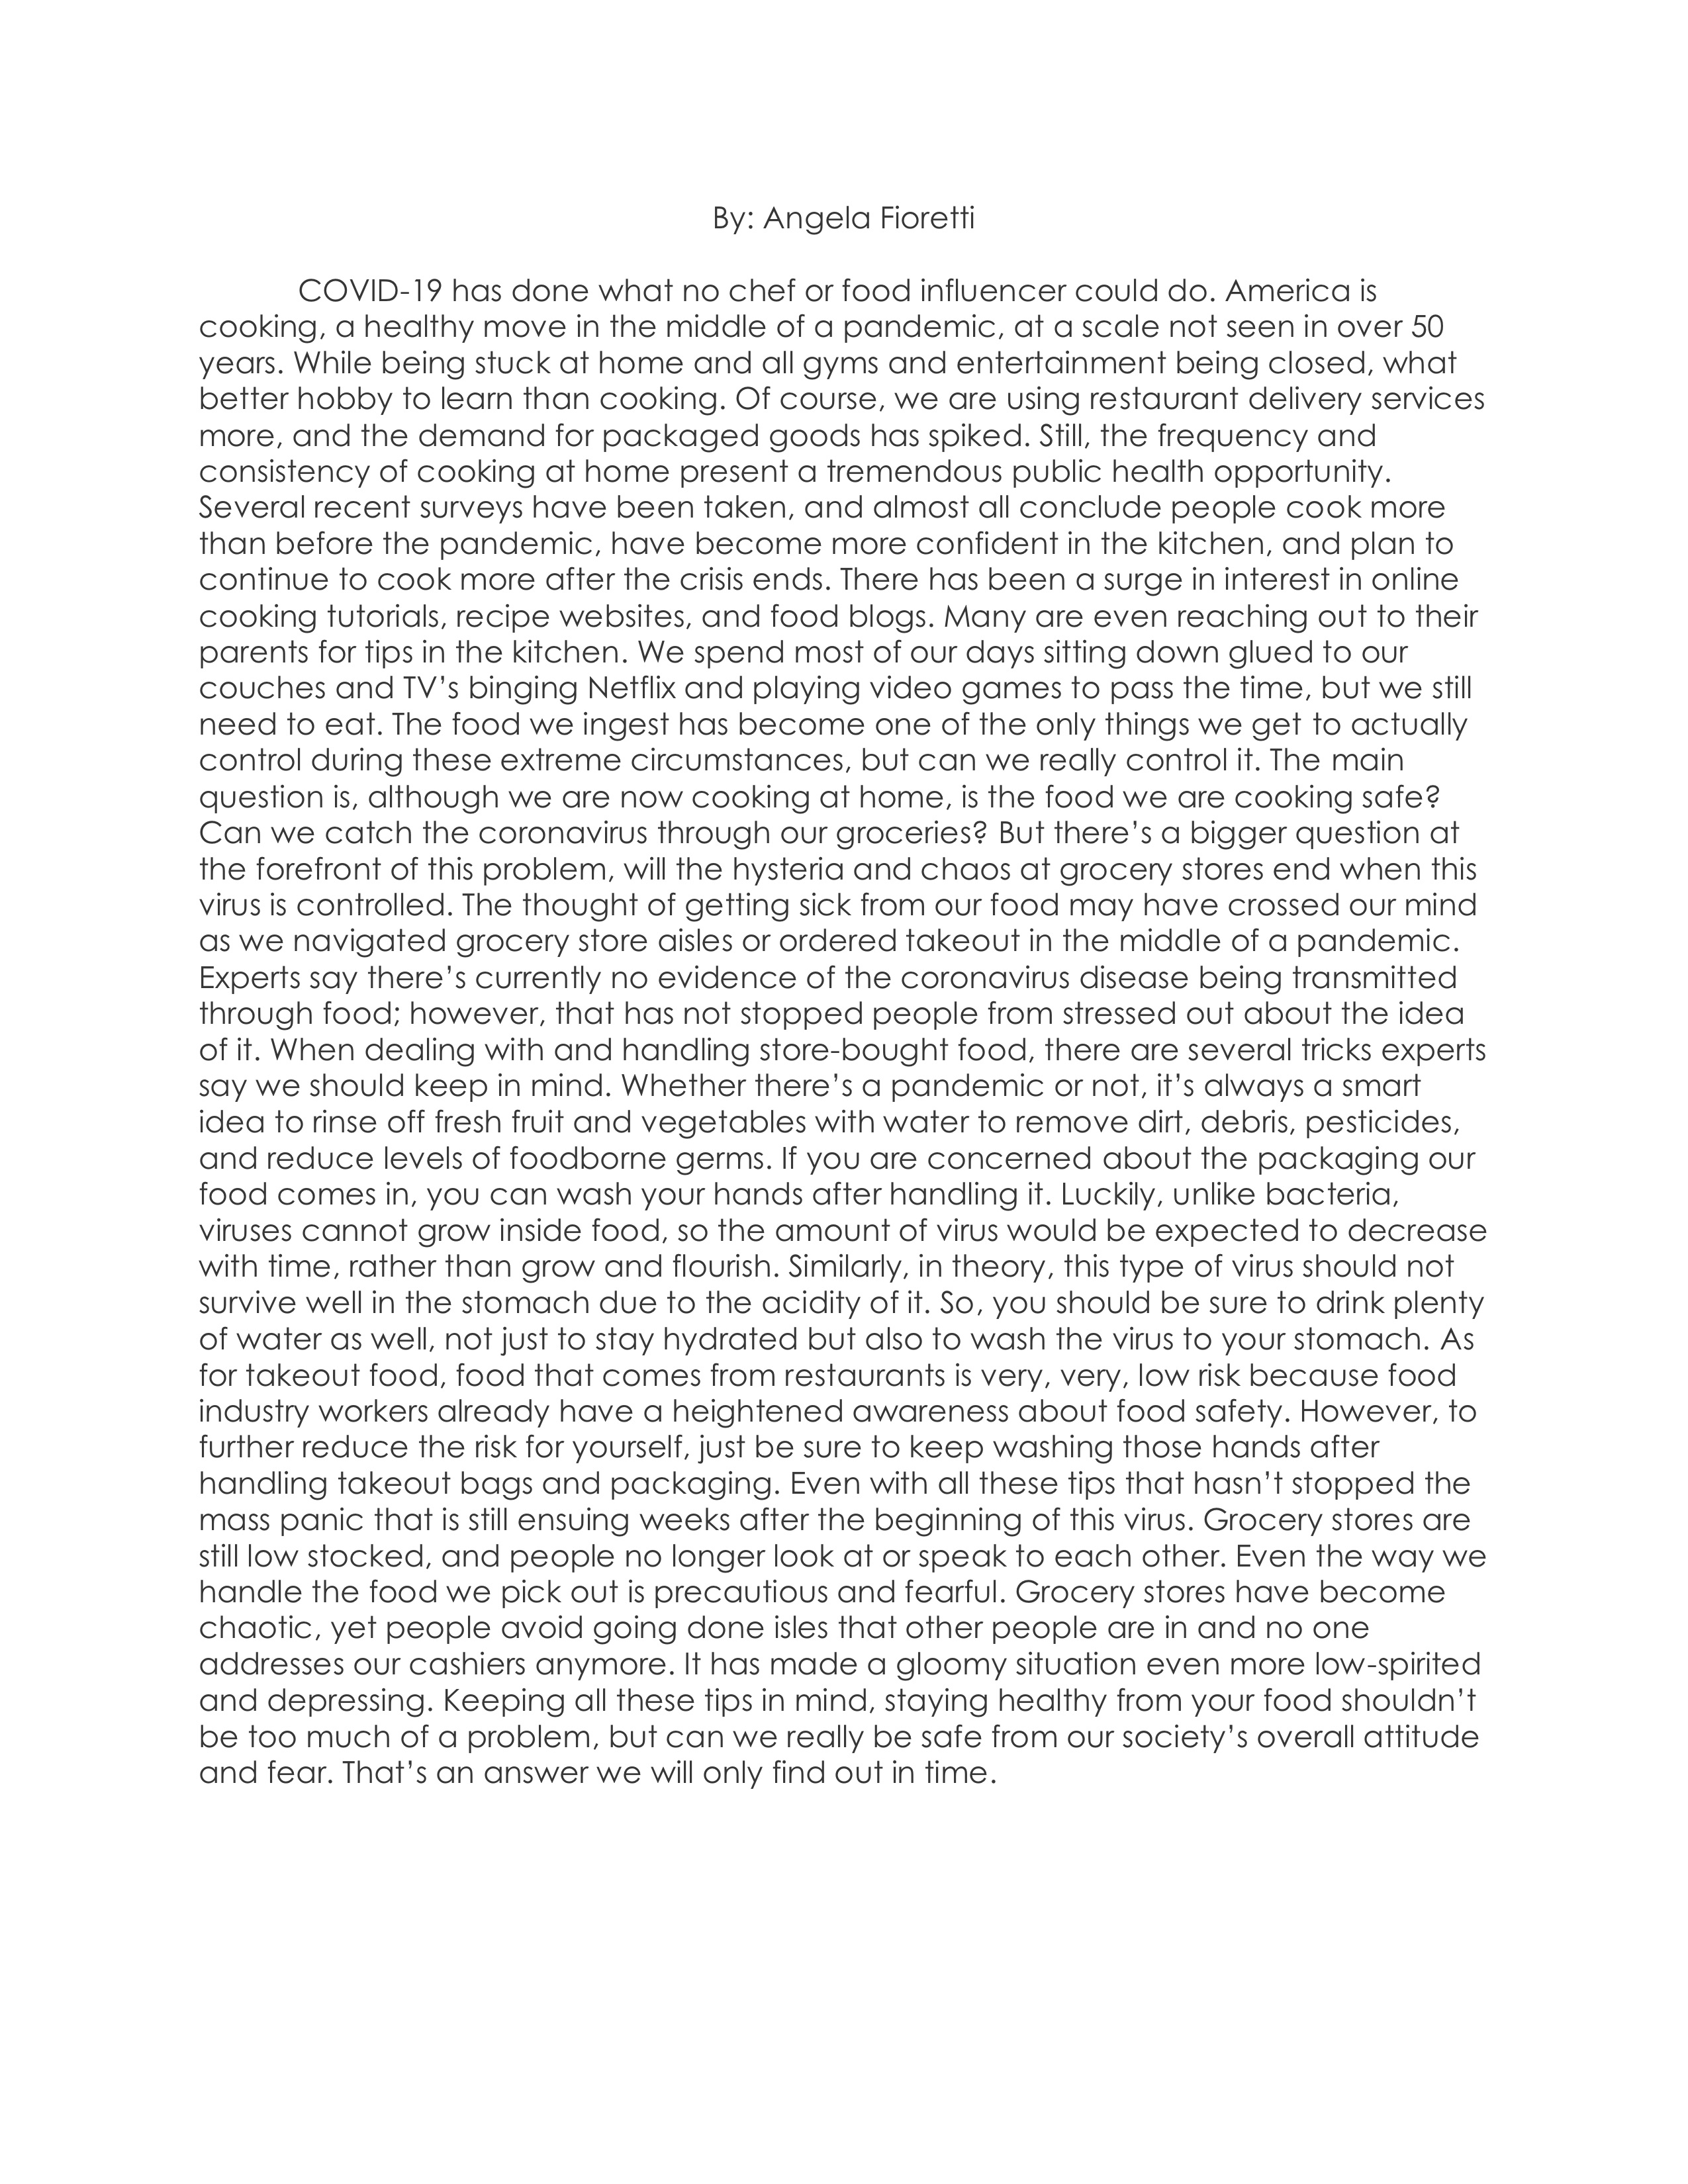 By: Angela Fioretti
COVID-19 has done what no chef or food influencer could do. America is
cooking, a healthy move in the middle of a pandemic, at a scale not seen in over 50
years. While being stuck at home and all gyms and entertainment being closed, what
better hobby to learn than cooking. Of course, we are using restaurant delivery services
more, and the demand for packaged goods has spiked. Still, the frequency and
consistency of cooking at home present a tremendous public health opportunity.
Several recent surveys have been taken, and almost all conclude people cook more
than before the pandemic, have become more confident in the kitchen, and plan to
continue to cook more after the crisis ends. There has been a surge in interest in online
cooking tutorials, recipe websites, and food blogs. Many are even reaching out to their
parents for tips in the kitchen. We spend most of our days sitting down glued to our
couches and TV's binging Netflix and playing video games to pass the time, but we still
need to eat. The food we ingest has become one of the only things we get to actually
control during these extreme circumstances, but can we really control it. The main
question is, although we are now cooking at home, is the food we are cooking safe?
Can we catch the coronavirus through our groceries? But there's a bigger question at
the forefront of this problem, will the hysteria and chaos at grocery stores end when this
virus is controlled. The thought of getting sick from our food may have crossed our mind
as we navigated grocery store aisles or ordered takeout in the middle of a pandemic.
Experts say there's currently no evidence of the coronavirus disease being transmitted
through food; however, that has not stopped people from stressed out about the idea
of it. When dealing with and handling store-bought food, there are several tricks experts
say we should keep in mind. Whether there's a pandemic or not, it's always a smart
idea to rinse off fresh fruit and vegetables with water to remove dirt, debris, pesticides,
and reduce levels of foodborne germs. If you are concerned about the packaging our
food comes in, you can wash your hands after handling it. Luckily, unlike bacteria,
viruses cannot grow inside food, so the amount of virus would be expected to decrease
with time, rather than grow and flourish. Similarly, in theory, this type of virus should not
survive well in the stomach due to the acidity of it. So, you should be sure to drink plenty
of water as well, not just to stay hydrated but also to wash the virus to your stomach. As
for takeout food, food that comes from restaurants is very, very, low risk because food
industry workers already have a heightened awareness about food safety. However, to
further reduce the risk for yourself, just be sure to keep washing those hands after
handling takeout bags and packaging. Even with all these tips that hasn't stopped the
mass panic that is still ensuing weeks after the beginning of this virus. Grocery stores are
still low stocked, and people no longer look at or speak to each other. Even the way we
handle the food we pick out is precautious and fearful. Grocery stores have become
chaotic, yet people avoid going done isles that other people are in and no one
addresses our cashiers anymore. It has made a gloomy situation even more low-spirited
and depressing. Keeping all these tips in mind, staying healthy from your food shouldn't
be too much of a problem, but can we really be safe from our society's overall attitude
and fear. That's an answer we will only find out in time.